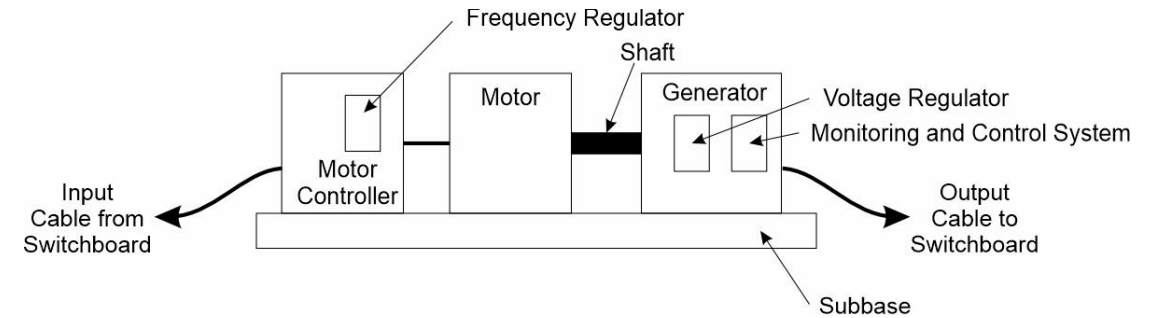 Frequency Regulator
Shaft
Motor
Generator
Voltage Regulator
Monitoring and Control System
Motor
Controller
Input
Cable from
Switchboard
Output
Cable to
Switchboard
Subbase